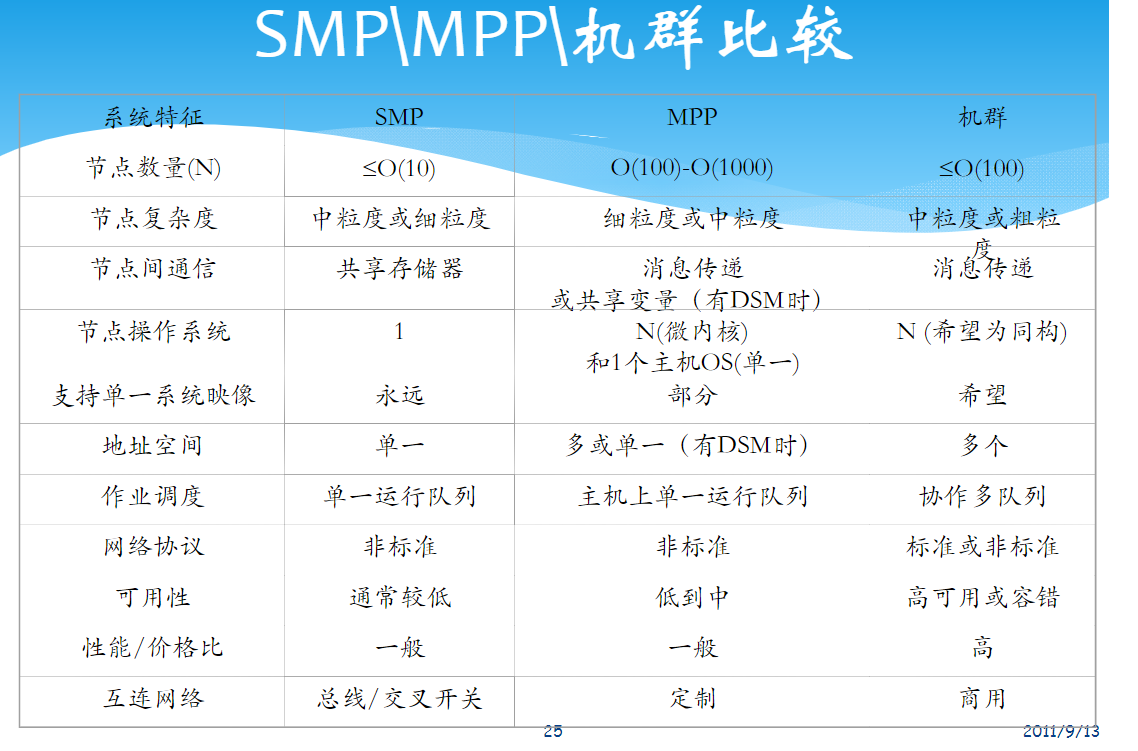 SMP\MPP\机群比较
系统特征 SMP MPP 机群
节点数量(N) ≤O(10) O(100)-O(1000) ≤O(100)
节点复杂度 中粒度或细粒度 细粒度或中粒度 中粒度或粗粒
度
节点间通信 共享存储器 消息传递 消息传递
或共享变量（有DSM时）
节点操作系统 1 N(微内核) N (希望为同构)
和1个主机OS(单一)
支持单一系统映像 永远 部分 希望
地址空间 单一 多或单一（有DSM时） 多个
作业调度 单一运行队列 主机上单一运行队列 协作多队列
网络协议 非标准 非标准 标准或非标准
可用性 通常较低 低到中 高可用或容错
性能/价格比 一般 一般 高
互连网络 总线/交叉开关 定制 商用
25 2011/9/13